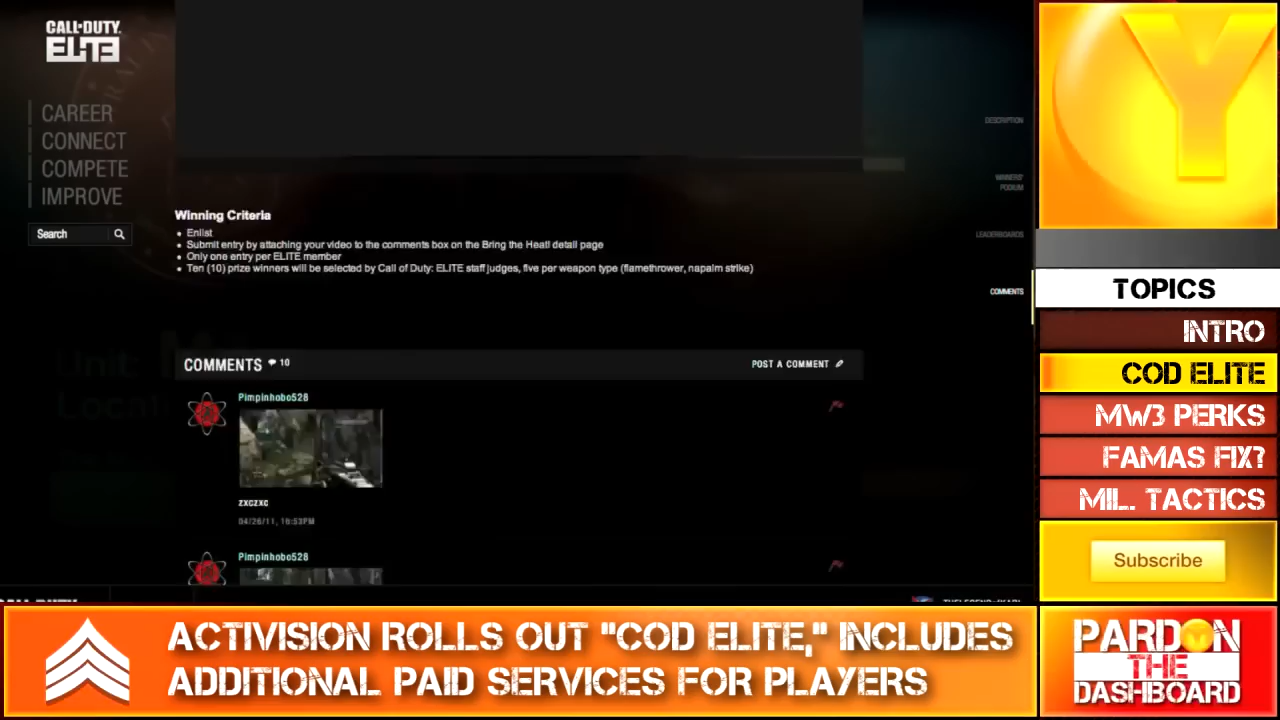 CALL OF DUTY
ELITE
CAREER
CONNECT
COMPETE
IMPROVE
Search
DESCRIPTION
WINNERS'
PODIUM
LEADERBOARDS
COMMENTS
Winning Criteria
• Enlist
• Submit entry by attaching your video to the comments box on the Bring the Heat! detail page
• Only one entry per ELITE member
• Ten (10) prize winners will be selected by Call of Duty: ELITE staff judges, five per weapon type (flamethrower, napalm strike)
COMMENTS 10
POST A COMMENT
Pimpinhobo528
zxczxc
04/26/11, 10:53PM
Pimpinhobo528
Y
TOPICS
INTRO
COD ELITE
MW3 PERKS
FAMAS FIX?
MIL. TACTICS
Subscribe
ACTIVISION ROLLS OUT "COD ELITE," INCLUDES
ADDITIONAL PAID SERVICES FOR PLAYERS
PARDON
THE
DASHBOARD